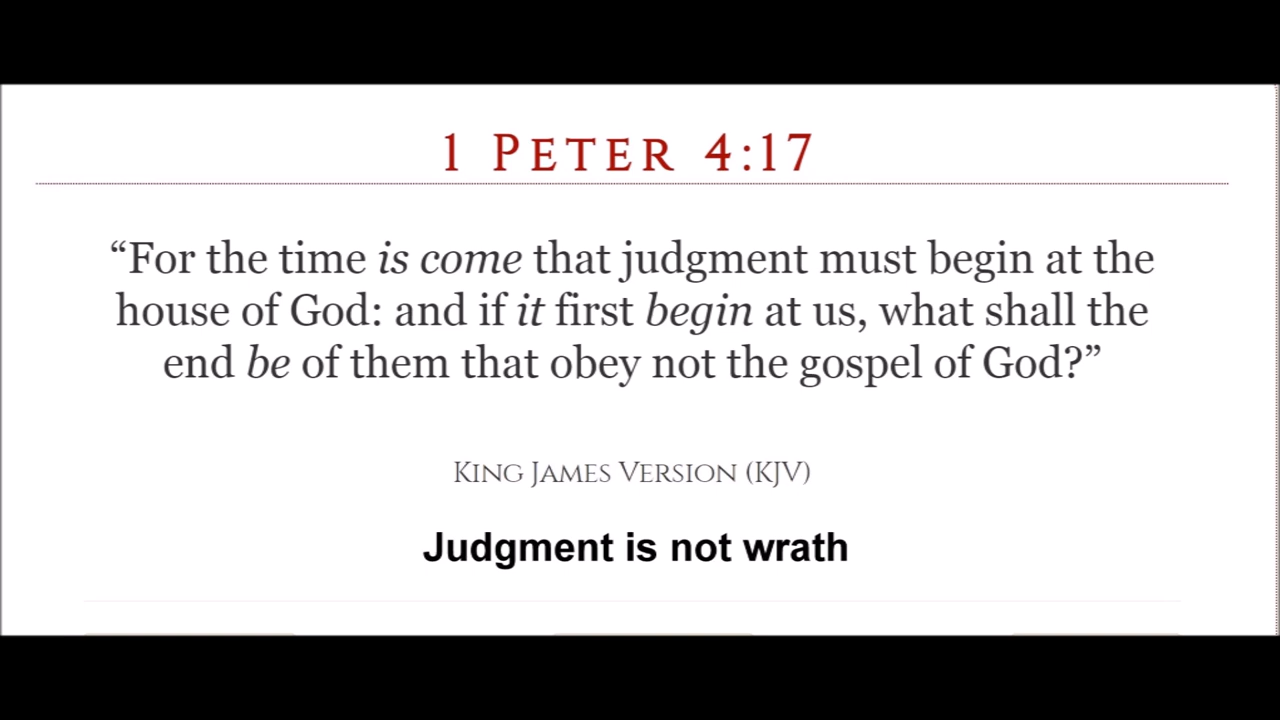 1 PETER 4:17
“For the time is come that judgment must begin at the
house of God: and if it first begin at us, what shall the
end be of them that obey not the gospel of God?”
KING JAMES VERSION (KJV)
Judgment is not wrath